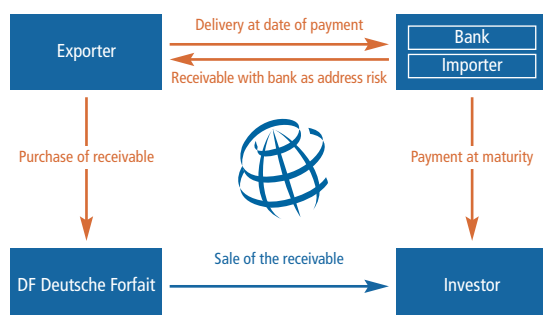 Delivery at date of payment
Exporter
Bank
Importer
Receivable with bank as address risk
Purchase of receivable
Payment at maturity
Sale of the receivable
DF Deutsche Forfait
Investor